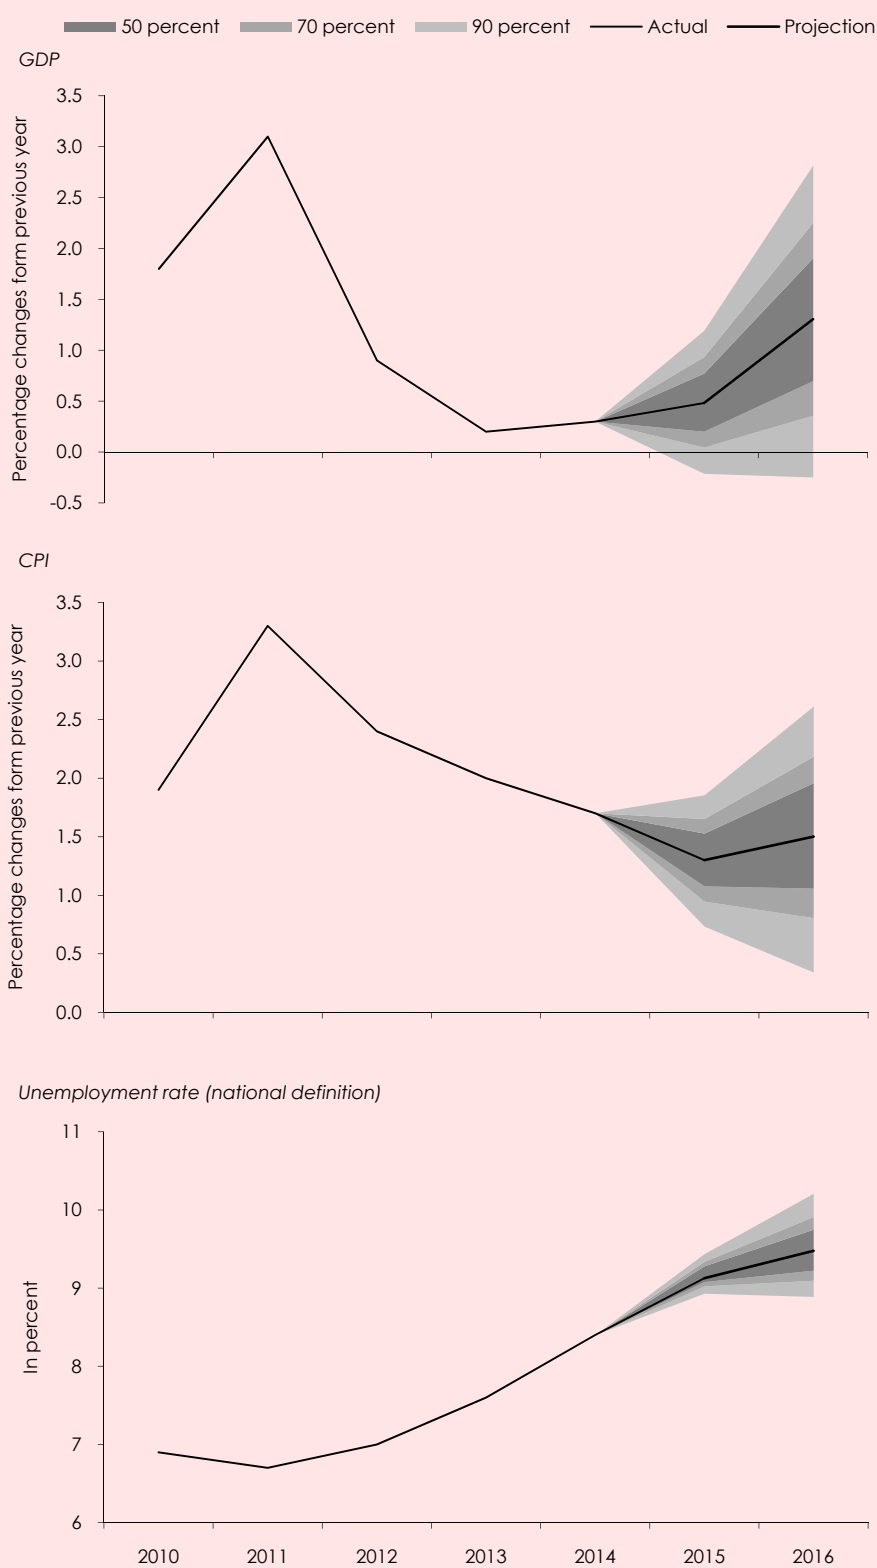 50 percent 70 percent 90 percent Actual Projection
GDP
Percentage changes form previous year
3.5
3.0
2.5
2.0
1.5
1.0
0.5
0.0
-0.5
CPI
Percentage changes form previous year
3.5
3.0
2.5
2.0
1.5
1.0
0.5
0.0
Unemployment rate (national definition)
In percent
11
10
9
8
7
6
2010 2011 2012 2013 2014 2015 2016